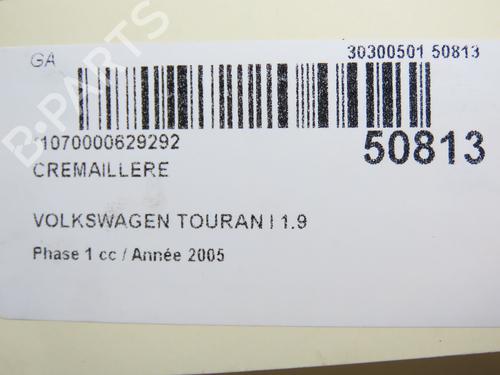 GA
30300501 50813
1070000629292
50813
CREMAILLERE
VOLKSWAGEN TOURAN I 1.9
Phase 1 cc / Année 2005
B-PARTS